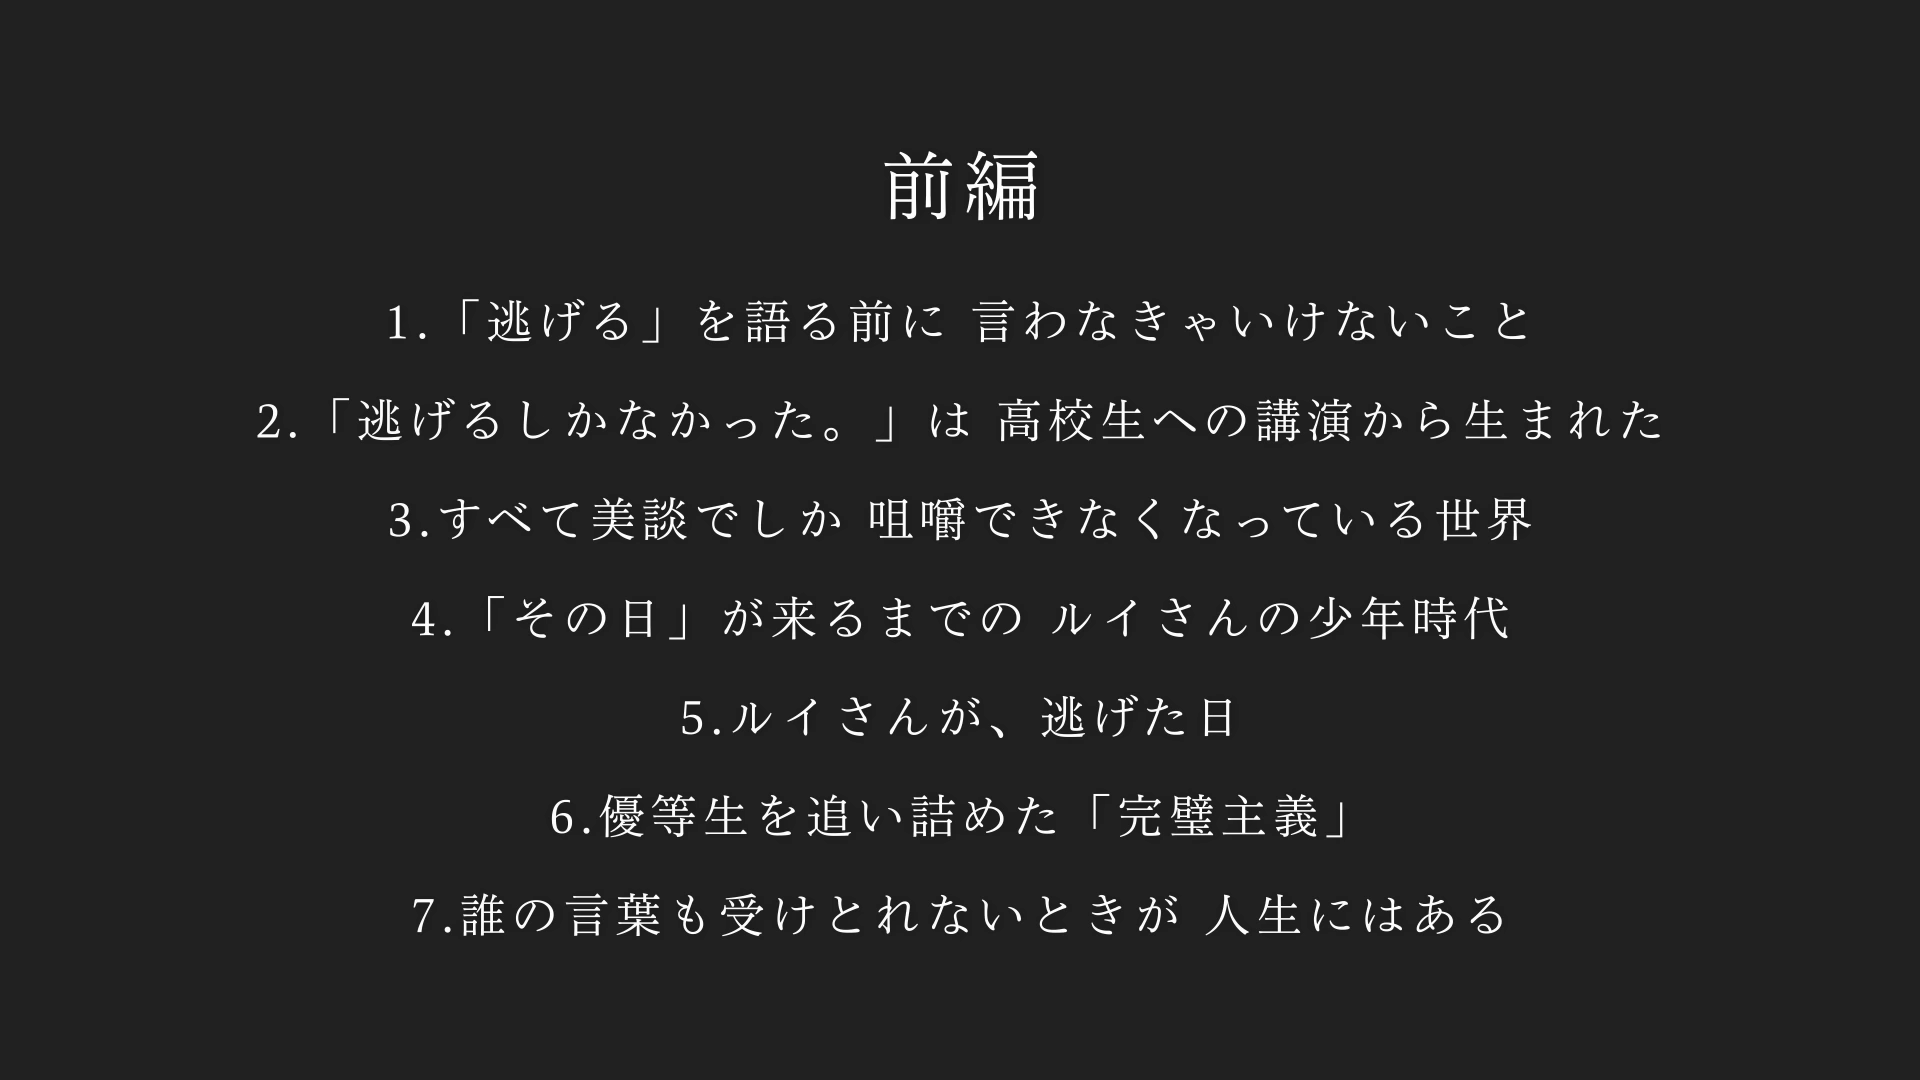 前編
1.「逃げる」を語る前に 言わなきゃいけないこと
2.「逃げるしかなかった。」は 高校生への講演から生まれた
3.すべて美談でしか 咀嚼できなくなっている世界
4.「その日」が来るまでの ルイさんの少年時代
5.ルイさんが、逃げた日
6.優等生を追い詰めた「完璧主義」
7.誰の言葉も受けとれないときが 人生にはある